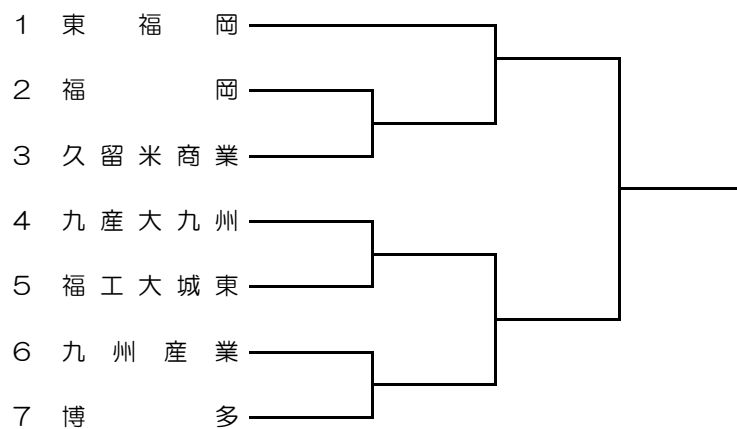 1 東福岡
2 福岡
3 久留米商業
4 九産大九州
5 福工大城東
6 九州産業
7 博多